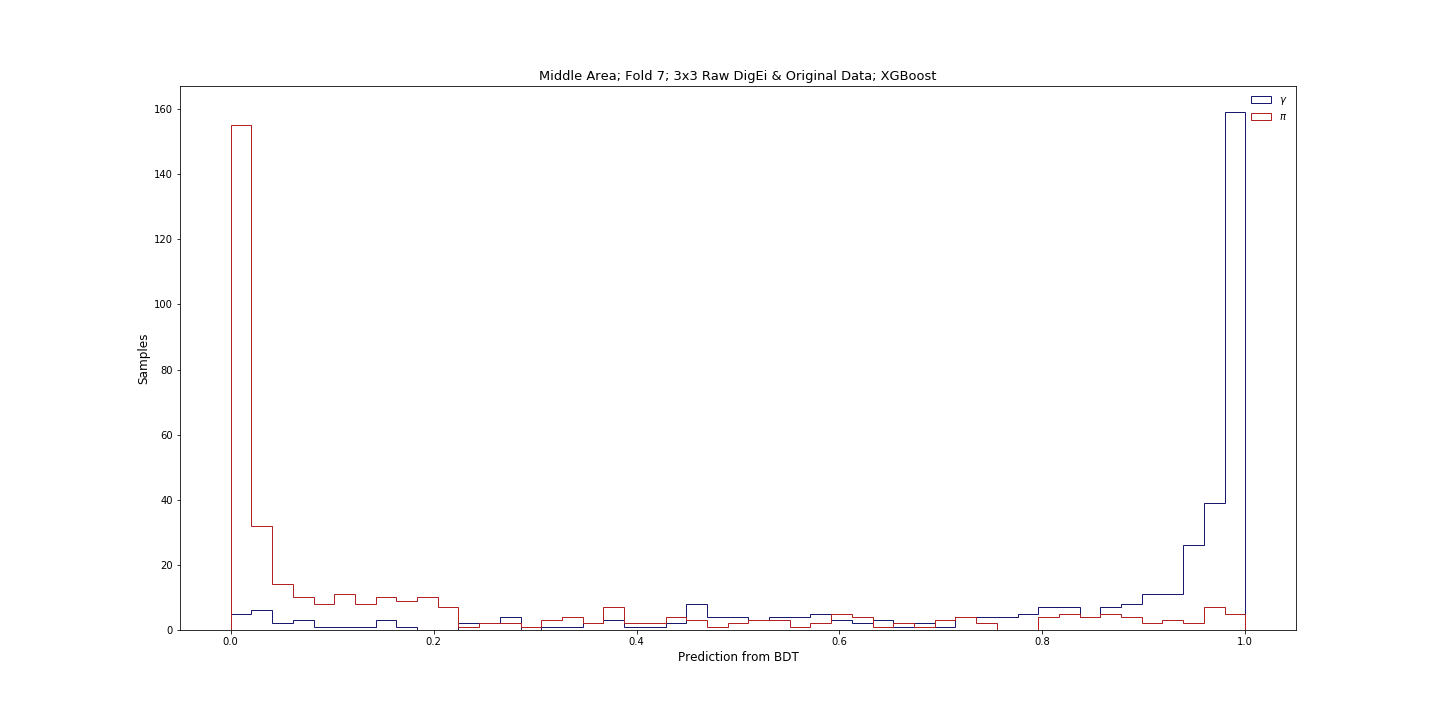 Middle Area; Fold 7; 3x3 Raw DigEi & Original Data; XGBoost
γ
π
160
140
120
100
80
60
40
20
0
Samples
0.0 0.2 0.4 0.6 0.8 1.0
Prediction from BDT